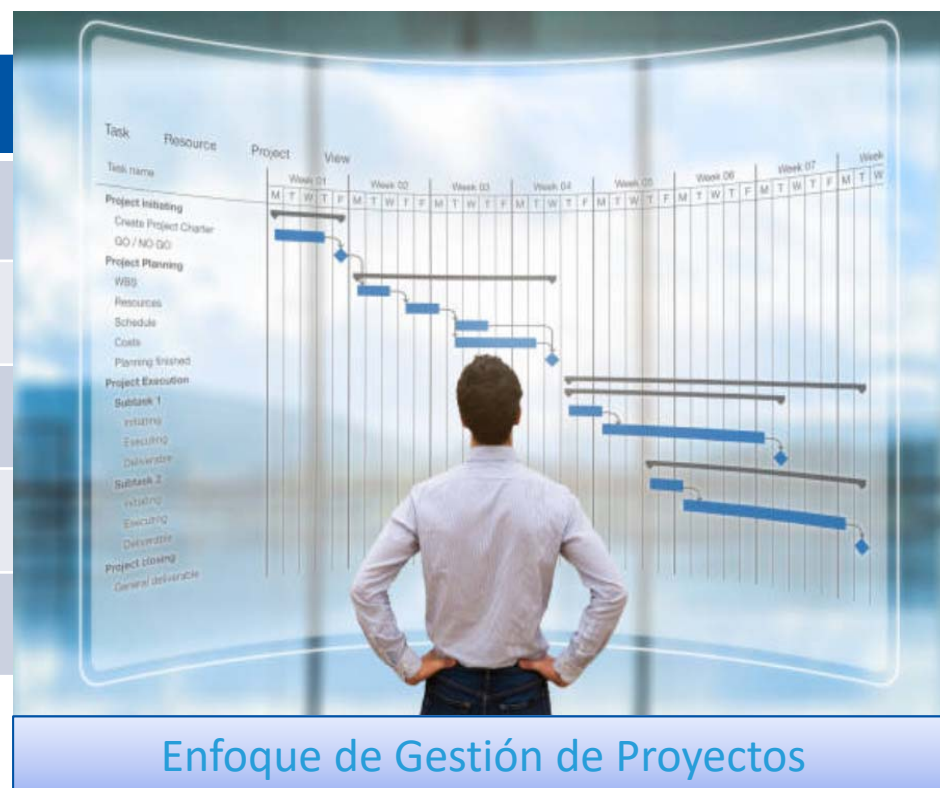 Task Resource Project View
Task name Week 01 Week 02 Week 03 Week 04 Week 05 Week 06 Week 07 Week
M T W T F M T W T F M T W T F M T W T F M T W T F M T W T F M T W T F M T W
Project Initiating
Create Project Charter
GO / NO-GO
Project Planning
WBS
Resources
Schedule
Costs
Planning finished
Project Execution
Subtask 1
Initiating
Executing
Deliverable
Subtask 2
Initiating
Executing
Deliverable
Project closing
General deliverable
Enfoque de Gestión de Proyectos